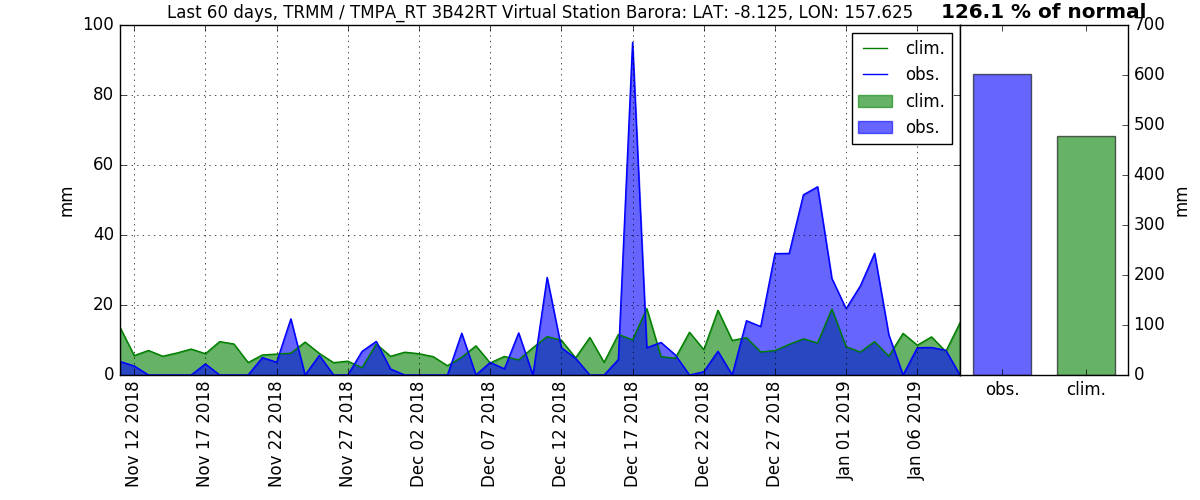 Last 60 days, TRMM / TMPA_RT 3B42RT Virtual Station Barora: LAT: -8.125, LON: 157.625
126.1 % of normal
100
80
60
40
20
0
mm
clim.
obs.
clim.
obs.
Nov 12 2018
Nov 17 2018
Nov 22 2018
Nov 27 2018
Dec 02 2018
Dec 07 2018
Dec 12 2018
Dec 17 2018
Dec 22 2018
Dec 27 2018
Jan 01 2019
Jan 06 2019
700
600
500
400
300
200
100
0
mm
obs.
clim.